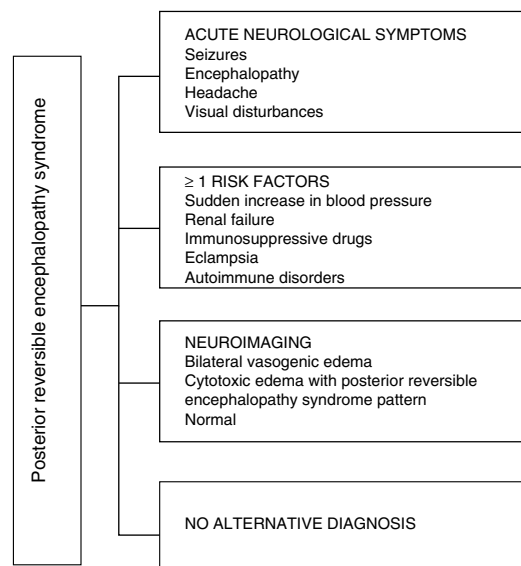 Posterior reversible encephalopathy syndrome
ACUTE NEUROLOGICAL SYMPTOMS
Seizures
Encephalopathy
Headache
Visual disturbances
≥ 1 RISK FACTORS
Sudden increase in blood pressure
Renal failure
Immunosuppressive drugs
Eclampsia
Autoimmune disorders
NEUROIMAGING
Bilateral vasogenic edema
Cytotoxic edema with posterior reversible
encephalopathy syndrome pattern
Normal
NO ALTERNATIVE DIAGNOSIS